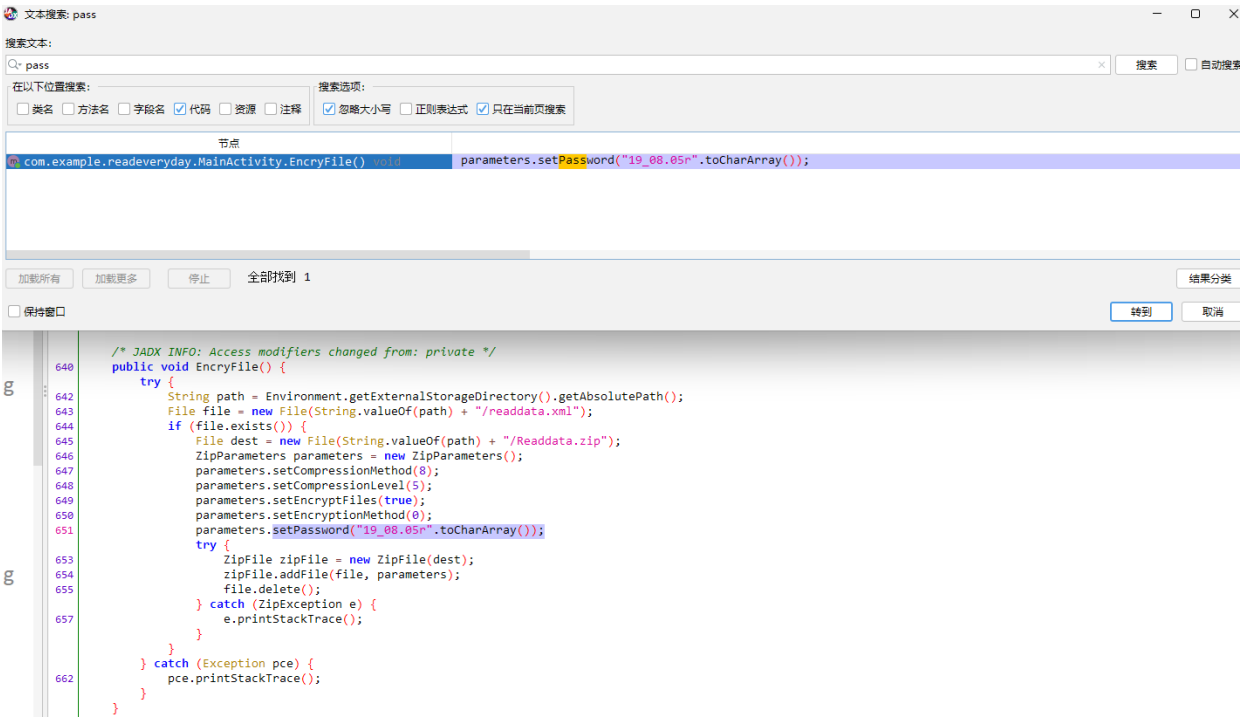 文本搜索: pass
搜索文本:
pass
搜索
自动搜索
在以下位置搜索:
搜索选项:
类名 方法名 字段名 代码 资源 注释
忽略大小写 正则表达式 只在当前页搜索
节点
com.example.readeveryday.MainActivity.EncryFile() void parameters.setPassword("19_08.05r".toCharArray());
加载所有 加载更多 停止 全部找到 1
结果分类
保持窗口
转到 取消
/* JADX INFO: Access modifiers changed from: private */
640 public void EncryFile() {
try {
642 String path = Environment.getExternalStorageDirectory().getAbsolutePath();
643 File file = new File(String.valueOf(path) + "/readdata.xml");
644 if (file.exists()) {
645 File dest = new File(String.valueOf(path) + "/Readdata.zip");
646 ZipParameters parameters = new ZipParameters();
647 parameters.setCompressionMethod(8);
648 parameters.setCompressionLevel(5);
649 parameters.setEncryptFiles(true);
650 parameters.setEncryptionMethod(0);
651 parameters.setPassword("19_08.05r".toCharArray());
try {
653 ZipFile zipFile = new ZipFile(dest);
g
654 zipFile.addFile(file, parameters);
655 file.delete();
} catch (ZipException e) {
657 e.printStackTrace();
}
}
} catch (Exception pce) {
662 pce.printStackTrace();
}
}
g